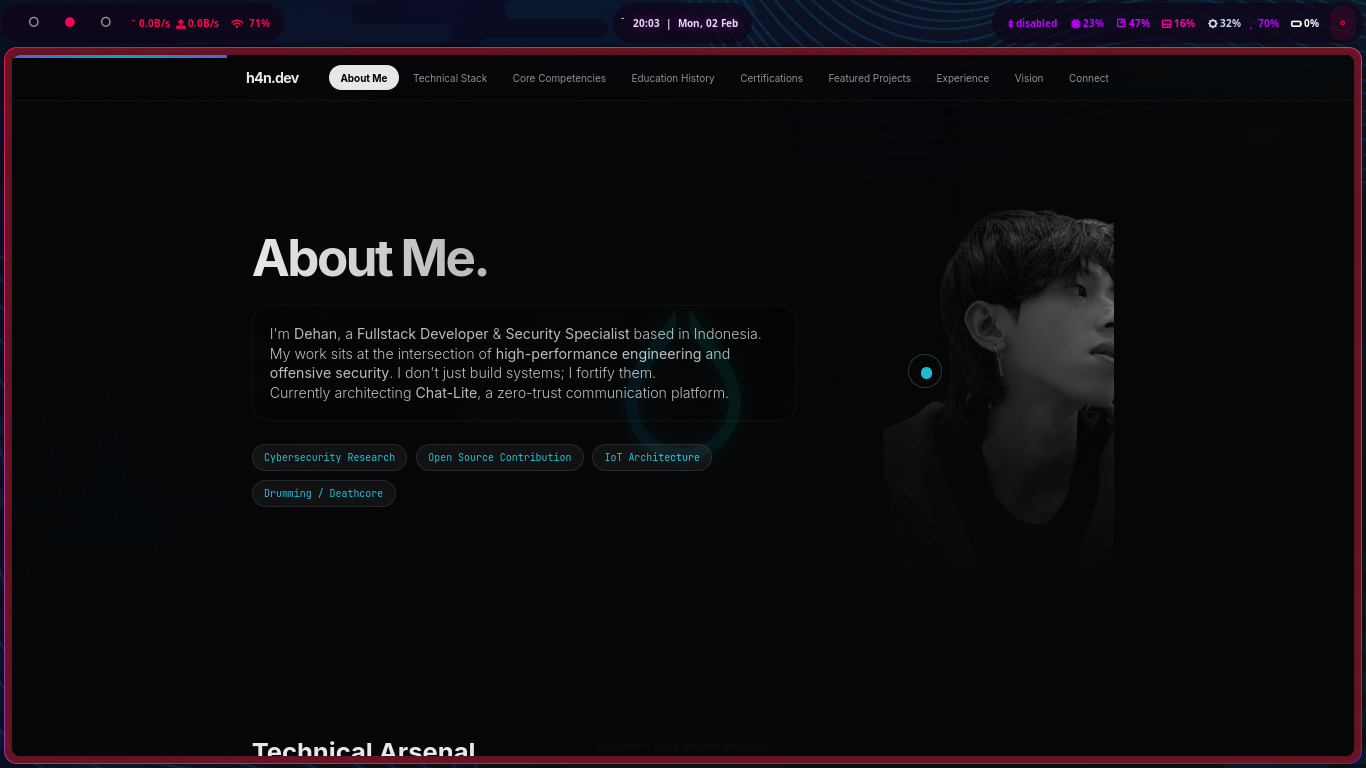 0.0B/s 0.0B/s 71%
20:03 | Mon, 02 Feb
disabled 23% 47% 16% 32% 70% 0%
h4n.dev About Me Technical Stack Core Competencies Education History Certifications Featured Projects Experience Vision Connect
About Me.
I'm Dehan, a Fullstack Developer & Security Specialist based in Indonesia.
My work sits at the intersection of high-performance engineering and
offensive security. I don't just build systems; I fortify them.
Currently architecting Chat-Lite, a zero-trust communication platform.
Cybersecurity Research Open Source Contribution IoT Architecture
Drumming / Deathcore
Technical Arsenal